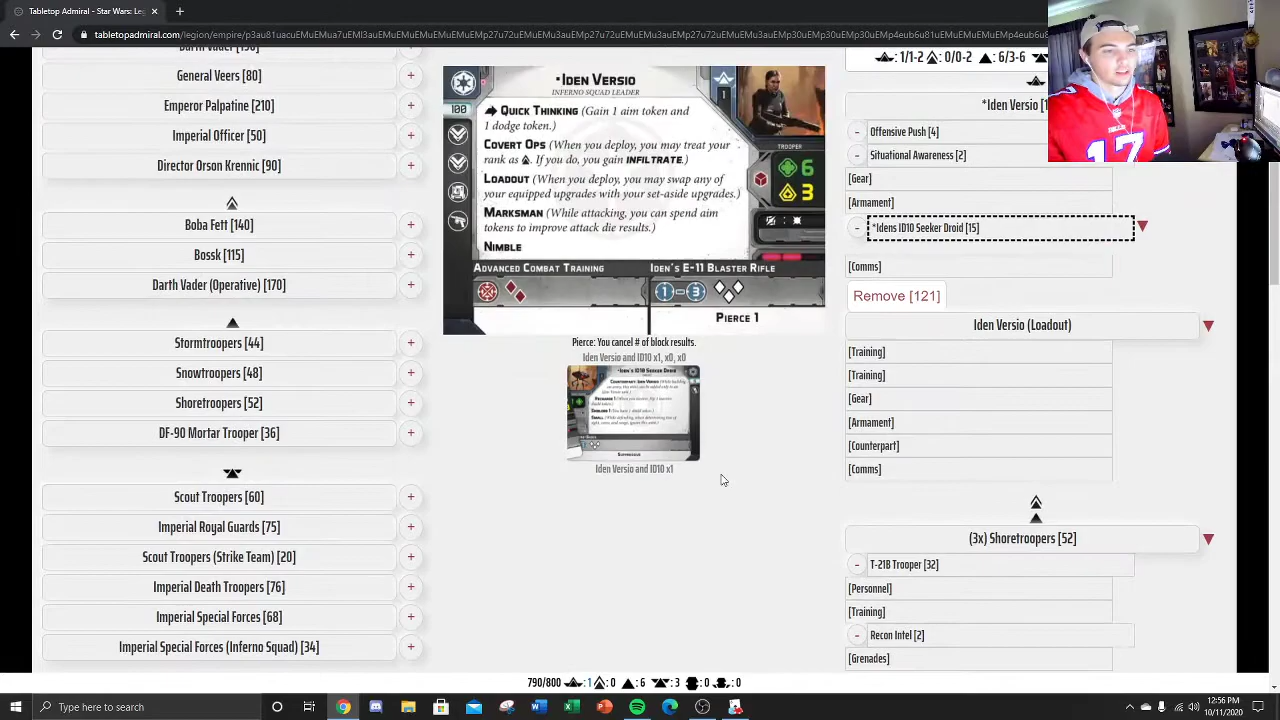 tabletopadmiral
tabletopadmiral.com/legion/empire/
General Veers [80]
Emperor Palpatine [210]
Imperial Officer [50]
Director Orson Krennic [90]
Boba Fett [140]
Bossk [115]
Darth Vader (Operative) [170]
Stormtroopers [44]
Snowtroopers [48]
Shoretroopers [52]
DF-90 Mortar Trooper [36]
Scout Troopers [60]
Imperial Royal Guards [75]
Scout Troopers (Strike Team) [20]
Imperial Death Troopers [76]
Imperial Special Forces [68]
Imperial Special Forces (Inferno Squad) [34]
•Iden Versio
Inferno Squad Leader
100
1
Quick Thinking (Gain 1 aim token and
1 dodge token.)
Covert Ops (When you deploy, you may treat your
rank as . If you do, you gain Infiltrate.)
Loadout (When you deploy, you may swap any of
your equipped upgrades with your set-aside upgrades.)
Marksman (While attacking, you can spend aim
tokens to improve attack die results.)
Nimble
Trooper
6
3
Advanced Combat Training
Iden's E-11 Blaster Rifle
1-3
Pierce 1
Pierce: You cancel # of block results.
Iden Versio and ID10 x1, x0, x0
•Iden's ID10 Seeker Droid
Iden Versio and ID10 x1
: 1/1-2 : 0/0-2 : 6/3-6
*Iden Versio [1
- Offensive Push [4]
- Situational Awareness [2]
[Gear]
[Armament]
- *Idens ID10 Seeker Droid [15]
[Comms]
Remove [121]
Iden Versio (Loadout)
[Training]
[Training]
[Gear]
[Armament]
[Counterpart]
[Comms]
(3x) Shoretroopers [52]
- T-21B Trooper [32]
[Personnel]
[Training]
- Recon Intel [2]
[Grenades]
790/800 : 1 : 0 : 6 : 3 : 0 : 0
Type here to search
12:56 PM
10/1/2020
17